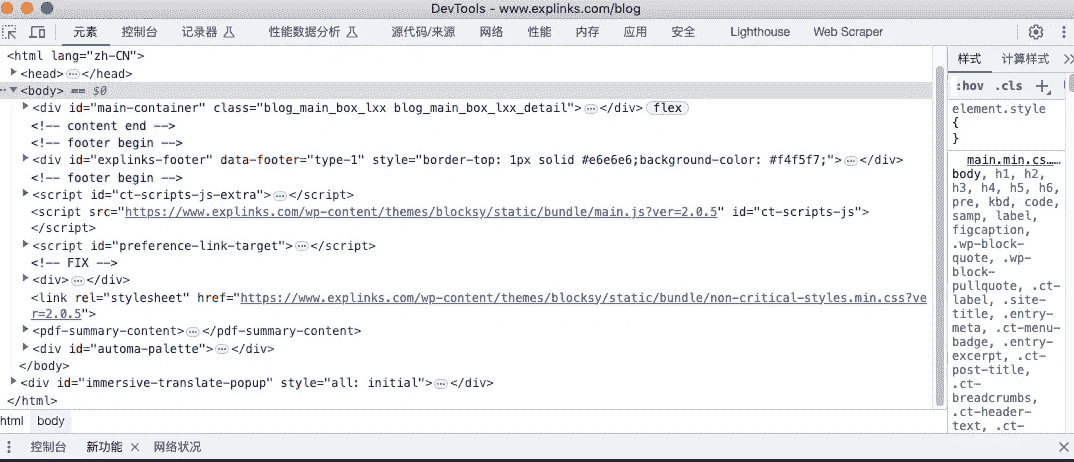 DevTools - www.explinks.com/blog
元素 控制台 记录器 性能数据分析 源代码/来源 网络 性能 内存 应用 安全 Lighthouse Web Scraper
<html lang="zh-CN">
<head>⋯</head>
<body> == $0
<div id="main-container" class="blog_main_box_lxx blog_main_box_lxx_detail">⋯</div> flex
<!-- content end -->
<!-- footer begin -->
<div id="explinks-footer" data-footer="type-1" style="border-top: 1px solid #e6e6e6;background-color: #f4f5f7;">⋯</div>
<!-- footer begin -->
<script id="ct-scripts-js-extra">⋯</script>
<script src="https://www.explinks.com/wp-content/themes/blocksy/static/bundle/main.js?ver=2.0.5" id="ct-scripts-js">
</script>
<script id="preference-link-target">⋯</script>
<!-- FIX -->
<div>⋯</div>
<link rel="stylesheet" href="https://www.explinks.com/wp-content/themes/blocksy/static/bundle/non-critical-styles.min.css?ve
r=2.0.5">
<pdf-summary-content>⋯</pdf-summary-content>
<div id="automa-palette">⋯</div>
</body>
<div id="immersive-translate-popup" style="all: initial">⋯</div>
</html>
html body
样式 计算样式
:hov .cls
element.style
{
}
main.min.cs…
body, h1, h2,
h3, h4, h5, h6,
pre, kbd, code,
samp, label,
figcaption,
.wp-block-
quote, .wp-
block-
pullquote, .ct-
label, .site-
title, .entry-
meta, .ct-menu-
badge, .entry-
excerpt, .ct-
post-title,
.ct-
breadcrumbs,
.ct-header-
text, .ct-
控制台 新功能 网络状况